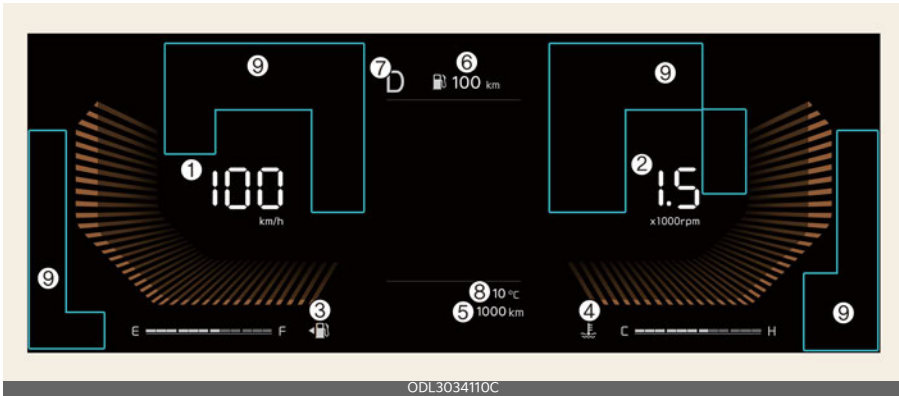 ⑨
⑦
D
⑥
100 km
⑨
①
100
km/h
②
1.5
x1000rpm
⑨
⑧ 10 °C
⑤ 1000 km
③
E F
④
C H
⑨
ODL3034110C